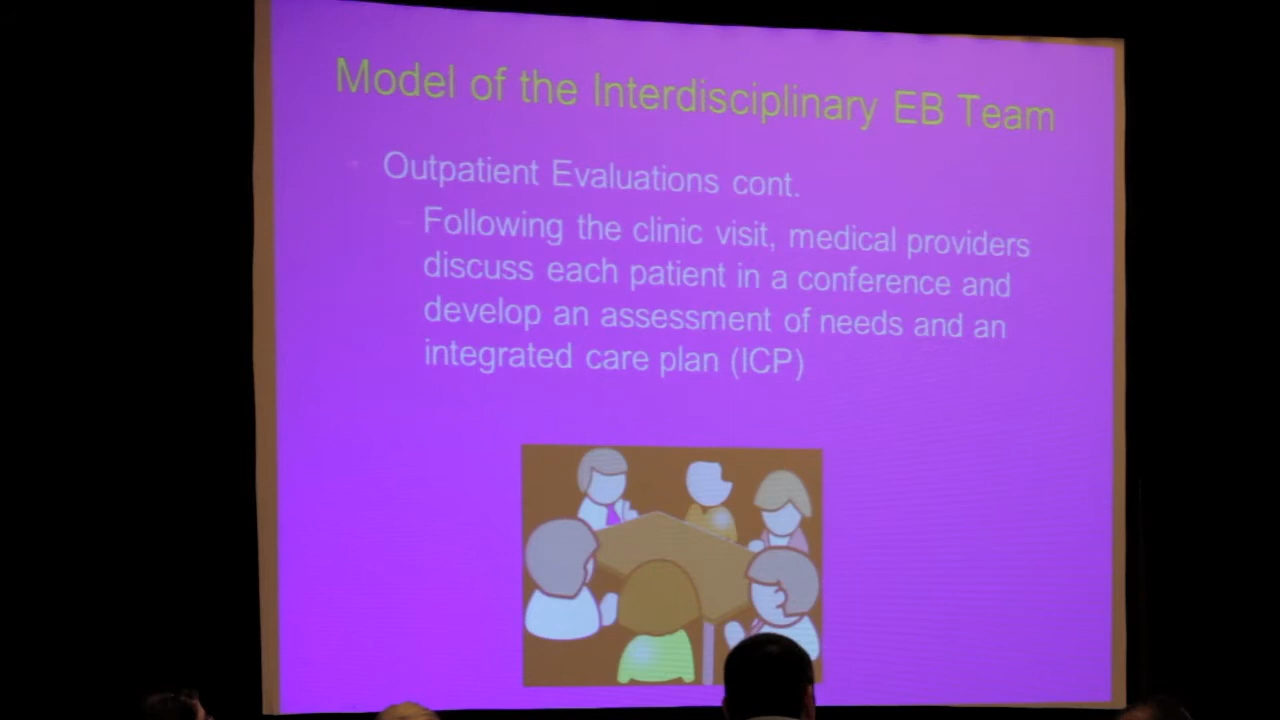 Model of the Interdisciplinary EB Team
Outpatient Evaluations cont.
Following the clinic visit, medical providers
discuss each patient in a conference and
develop an assessment of needs and an
integrated care plan (ICP)